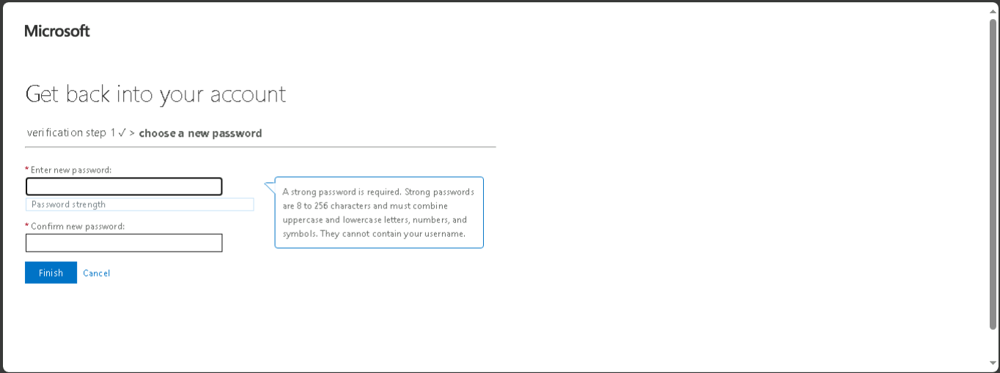 Microsoft
Get back into your account
verification step 1 ✓ > choose a new password
* Enter new password:
Password strength
* Confirm new password:
Finish
Cancel
A strong password is required. Strong passwords
are 8 to 256 characters and must combine
uppercase and lowercase letters, numbers, and
symbols. They cannot contain your username.